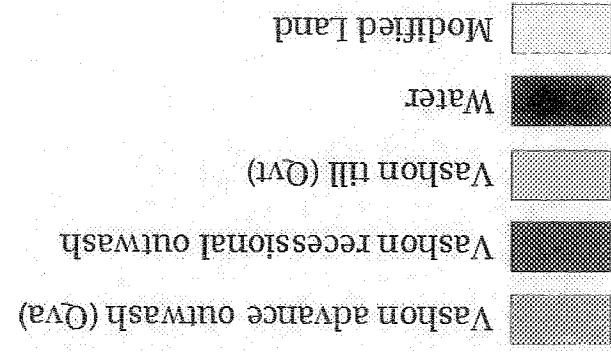 Vashon advance outwash (Qva)
Vashon recessional outwash
Vashon till (Qvt)
Water
Modified Land